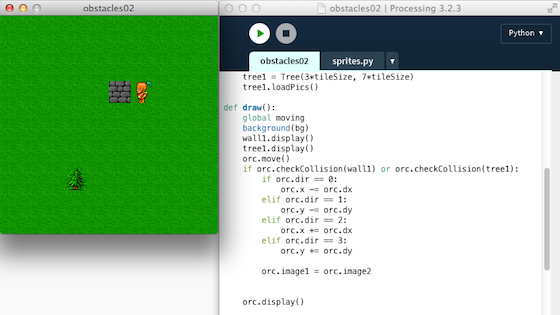 obstacles02
obstacles02 | Processing 3.2.3
Python ▾
obstacles02 sprites.py ▾
    tree1 = Tree(3*tileSize, 7*tileSize)
    tree1.loadPics()

def draw():
    global moving
    background(bg)
    wall1.display()
    tree1.display()
    orc.move()
    if orc.checkCollision(wall1) or orc.checkCollision(tree1):
        if orc.dir == 0:
            orc.x -= orc.dx
        elif orc.dir == 1:
            orc.y -= orc.dy
        elif orc.dir == 2:
            orc.x += orc.dx
        elif orc.dir == 3:
            orc.y += orc.dy

        orc.image1 = orc.image2


    orc.display()